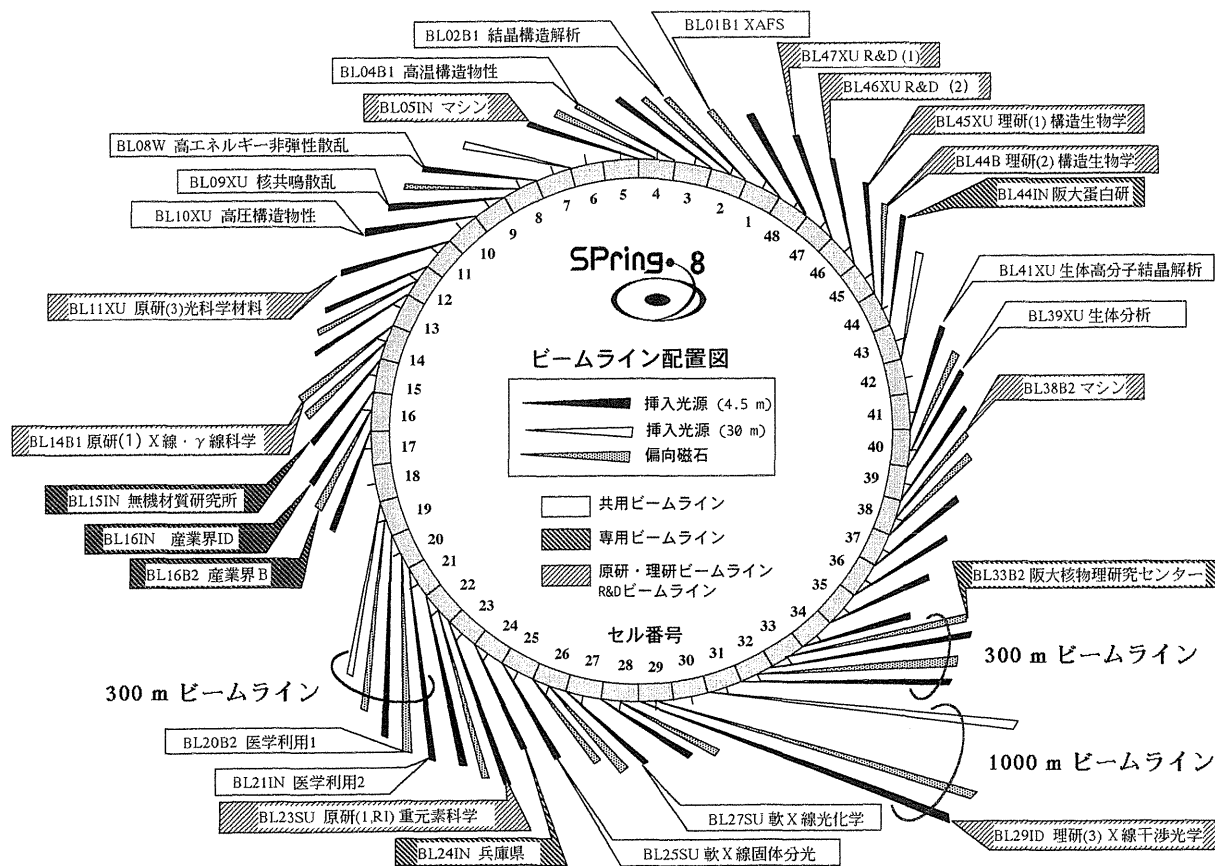 BL01B1 XAFS
BL02B1 結晶構造解析
BL47XU R&D (1)
BL04B1 高温構造物性
BL46XU R&D (2)
BL05IN マシン
BL45XU 理研(1) 構造生物学
BL08W 高エネルギー非弾性散乱
BL44B 理研(2) 構造生物学
BL09XU 核共鳴散乱
BL44IN 阪大蛋白研
BL10XU 高圧構造物性
BL41XU 生体高分子結晶解析
BL11XU 原研(3)光科学材料
BL39XU 生体分析
BL38B2 マシン
BL14B1 原研(1) X線・γ線科学
BL15IN 無機材質研究所
BL16IN 産業界ID
BL16B2 産業界B
BL33B2 阪大核物理研究センター
300 m ビームライン
300 m ビームライン
1000 m ビームライン
BL20B2 医学利用1
BL21IN 医学利用2
BL23SU 原研(1,RI) 重元素科学
BL24IN 兵庫県
BL25SU 軟X線固体分光
BL27SU 軟X線光化学
BL29ID 理研(3) X線干渉光学
SPring-8
ビームライン配置図
挿入光源 (4.5 m)
挿入光源 (30 m)
偏向磁石
共用ビームライン
専用ビームライン
原研・理研ビームライン
R&Dビームライン
セル番号
1
2
3
4
5
6
7
8
9
10
11
12
13
14
15
16
17
18
19
20
21
22
23
24
25
26
27
28
29
30
31
32
33
34
35
36
37
38
39
40
41
42
43
44
45
46
47
48